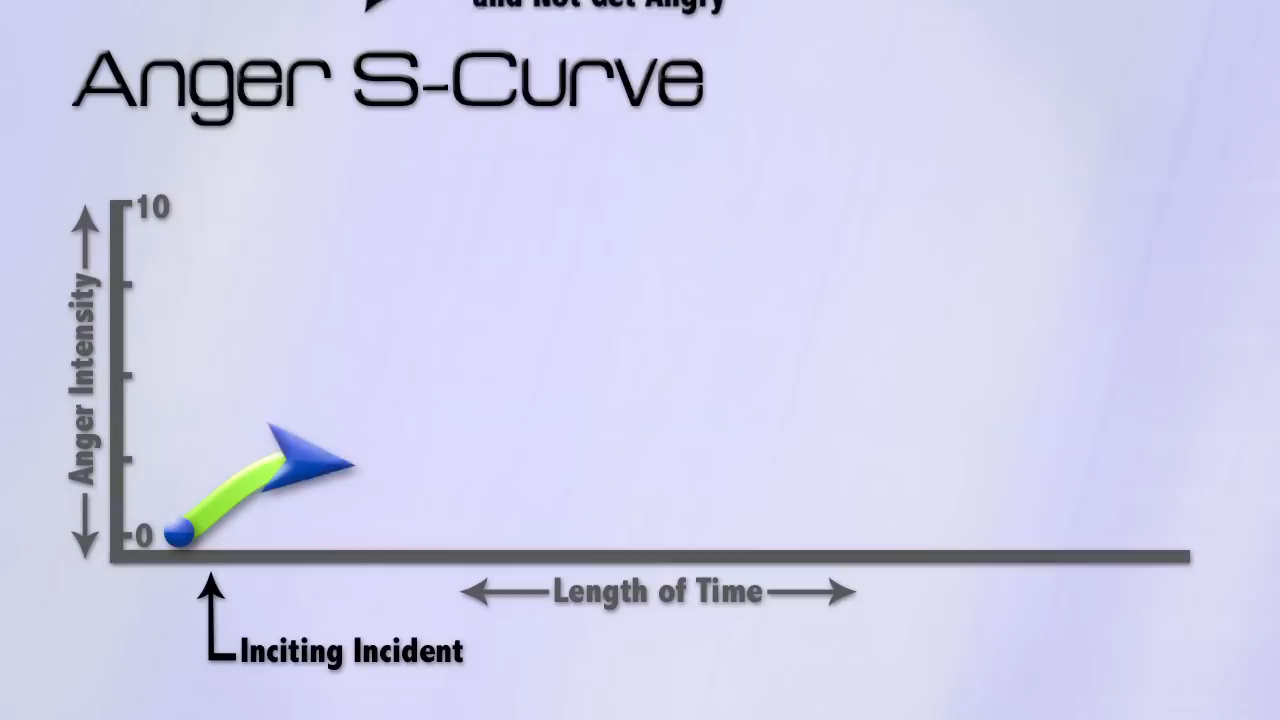 and Not Get Angry
Anger S-Curve
10
Anger Intensity
0
Length of Time
Inciting Incident